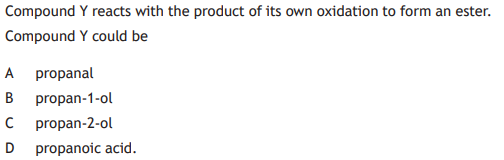 Compound Y reacts with the product of its own oxidation to form an ester.
Compound Y could be
A propanal
B propan-1-ol
C propan-2-ol
D propanoic acid.